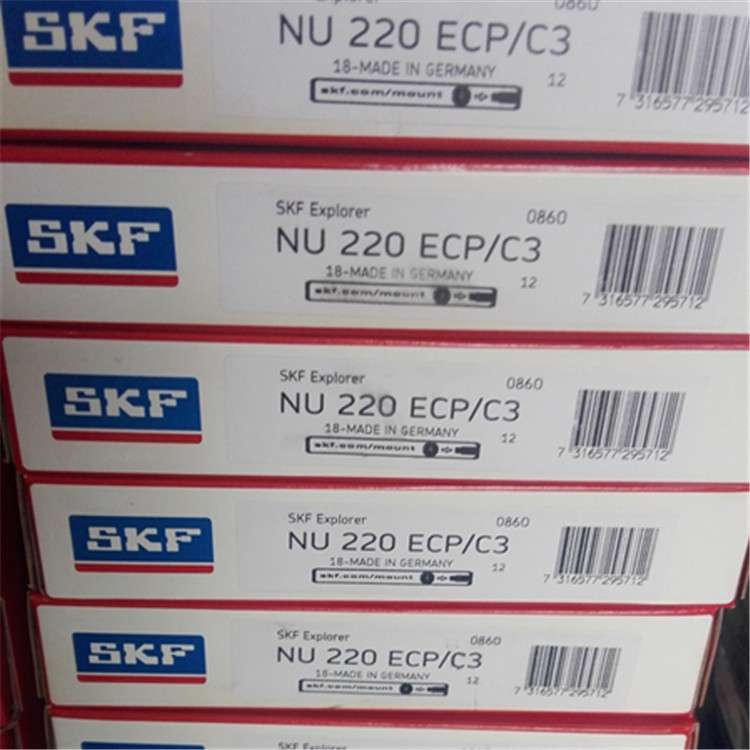 SKF
Explorer
0860
NU 220 ECP/C3
18-MADE IN GERMANY
12
skf.com/mount
7 316577 295712
SKF
SKF Explorer
0860
NU 220 ECP/C3
18-MADE IN GERMANY
12
skf.com/mount
7 316577 295712
SKF
SKF Explorer
0860
NU 220 ECP/C3
18-MADE IN GERMANY
12
skf.com/mount
7 316577 295712
SKF
SKF Explorer
0860
NU 220 ECP/C3
18-MADE IN GERMANY
12
skf.com/mount
7 316577 295712
SKF
SKF Explorer
0860
NU 220 ECP/C3
18-MADE IN GERMANY
12
skf.com/mount
7 316577 295712
SKF Explorer